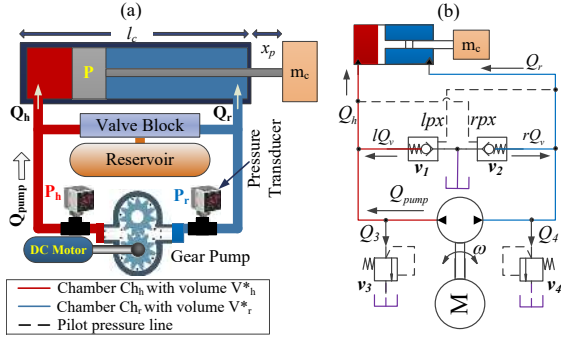 (a)
l_c
x_p
P
m_c
Q_h
Q_r
Valve Block
Reservoir
Q_pump
P_h
P_r
Pressure Transducer
DC Motor
Gear Pump
Chamber Ch_h with volume V*_h
Chamber Ch_r with volume V*_r
Pilot pressure line
(b)
m_c
Q_r
Q_h
lpx
rpx
lQ_v
rQ_v
v_1
v_2
Q_pump
Q_3
Q_4
ω
v_3
v_4
M